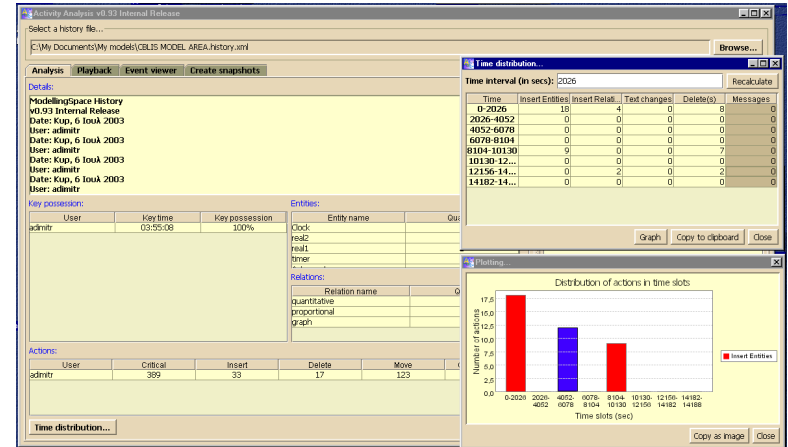 Activity Analysis v0.93 Internal Release
Select a history file...
C:\My Documents\My models\CBLIS MODEL AREA.history.xml
Browse...
Analysis Playback Event viewer Create snapshots
Details:
ModellingSpace History
v0.93 Internal Release
Date: Κυρ, 6 Ιουλ 2003
User: adimitr
Date: Κυρ, 6 Ιουλ 2003
User: adimitr
Date: Κυρ, 6 Ιουλ 2003
User: adimitr
Date: Κυρ, 6 Ιουλ 2003
User: adimitr
Key possession:
User Key time Key possession
adimitr 03:55:08 100%
Entities:
Entity name Qua
Clock
real2
real1
timer
Relations:
Relation name Q
quantitative
proportional
graph
Actions:
User Critical Insert Delete Move
adimitr 389 33 17 123
Time distribution...
Time distribution...
Time interval (in secs): 2026 Recalculate
Time Insert Entities Insert Relati... Text changes Delete(s) Messages
0-2026 18 4 0 8 0
2026-4052 0 0 0 0 0
4052-6078 0 0 0 0 0
6078-8104 0 0 0 0 0
8104-10130 9 0 0 7 0
10130-12... 0 0 0 0 0
12156-14... 0 2 0 2 0
14182-14... 0 0 0 0 0
Graph Copy to clipboard Close
Plotting...
Distribution of actions in time slots
Number of actions
17,5
15,0
12,5
10,0
7,5
5,0
2,5
0,0
0-2026 2026-4052 4052-6078 6078-8104 8104-10130 10130-12156 12156-14182 14182-14188
Time slots (sec)
Insert Entities
Copy as image Close